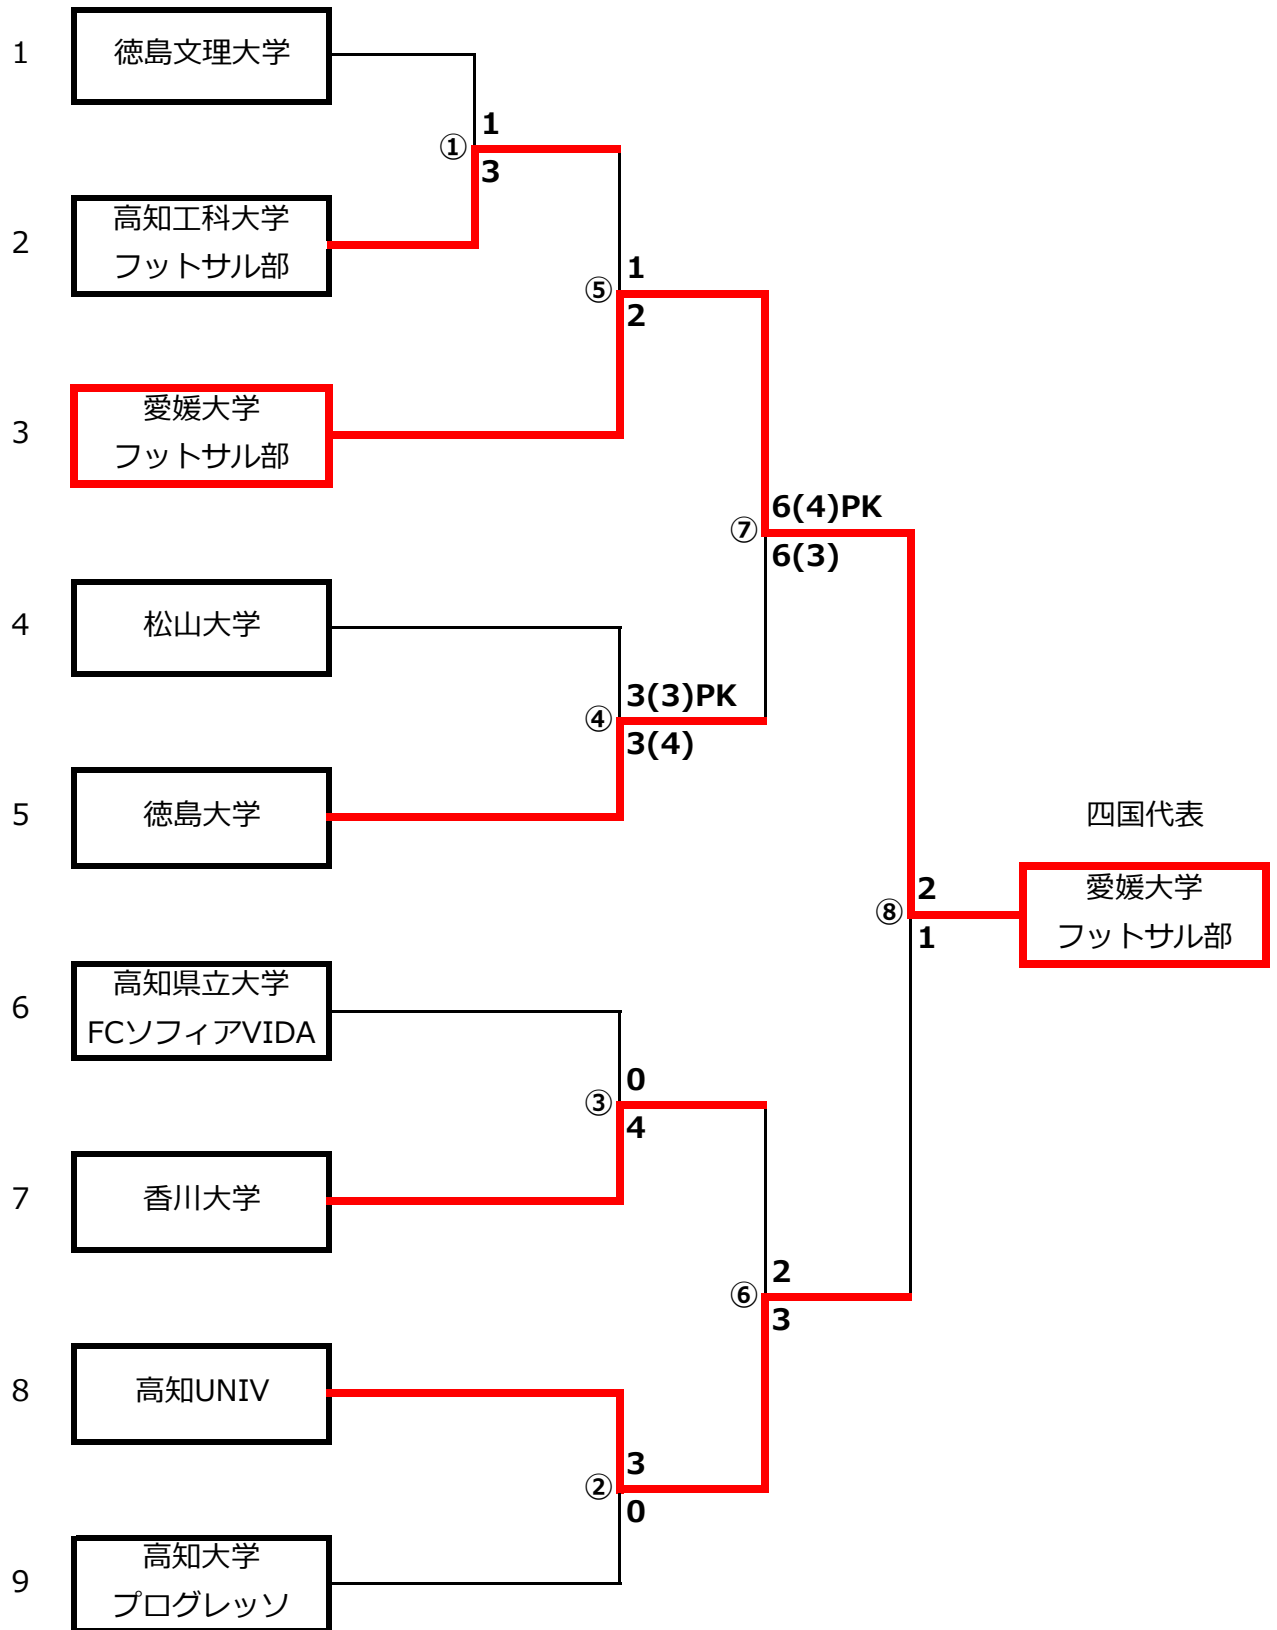 1
徳島文理大学
1
①
3
2
高知工科大学
フットサル部
1
⑤
2
3
愛媛大学
フットサル部
6(4)PK
⑦
6(3)
4
松山大学
3(3)PK
④
3(4)
5
徳島大学
四国代表
愛媛大学
フットサル部
2
⑧
1
6
高知県立大学
FCソフィアVIDA
0
③
4
7
香川大学
2
⑥
3
8
高知UNIV
3
②
0
9
高知大学
プログレッソ